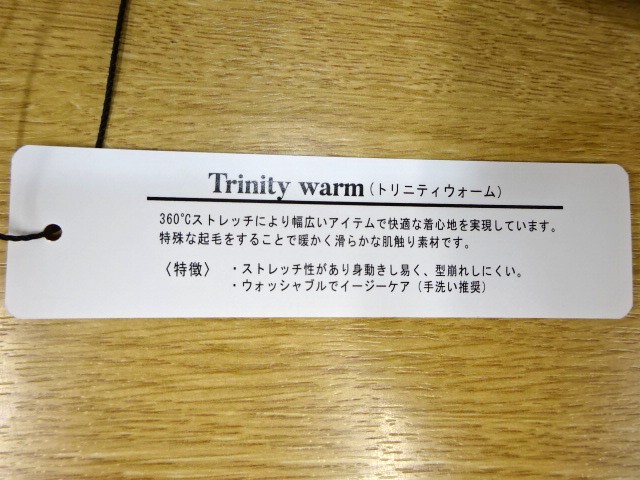 Trinity warm(トリニティウォーム)
360℃ストレッチにより幅広いアイテムで快適な着心地を実現しています。
特殊な起毛をすることで暖かく滑らかな肌触り素材です。
〈特徴〉 ・ストレッチ性があり身動きし易く、型崩れしにくい。
・ウォッシャブルでイージーケア(手洗い推奨)